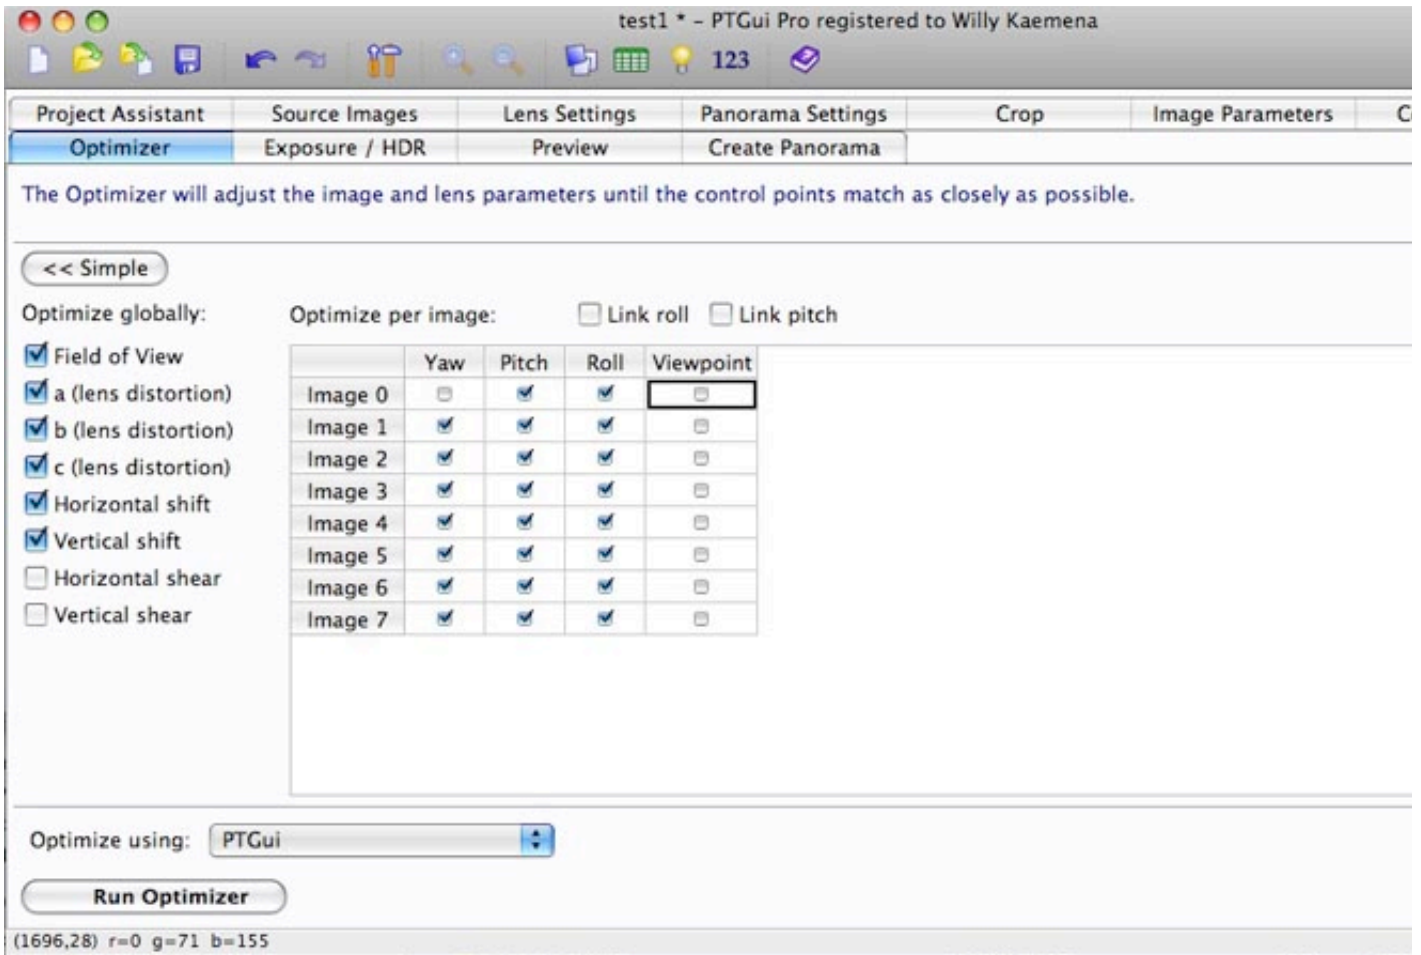 test1 * - PTGui Pro registered to Willy Kaemena
123
Project Assistant Source Images Lens Settings Panorama Settings Crop Image Parameters
Optimizer Exposure / HDR Preview Create Panorama
The Optimizer will adjust the image and lens parameters until the control points match as closely as possible.
<< Simple
Optimize globally: Optimize per image: Link roll Link pitch
Field of View
a (lens distortion)
b (lens distortion)
c (lens distortion)
Horizontal shift
Vertical shift
Horizontal shear
Vertical shear
Yaw Pitch Roll Viewpoint
Image 0
Image 1
Image 2
Image 3
Image 4
Image 5
Image 6
Image 7
Optimize using: PTGui
Run Optimizer
(1696,28) r=0 g=71 b=155